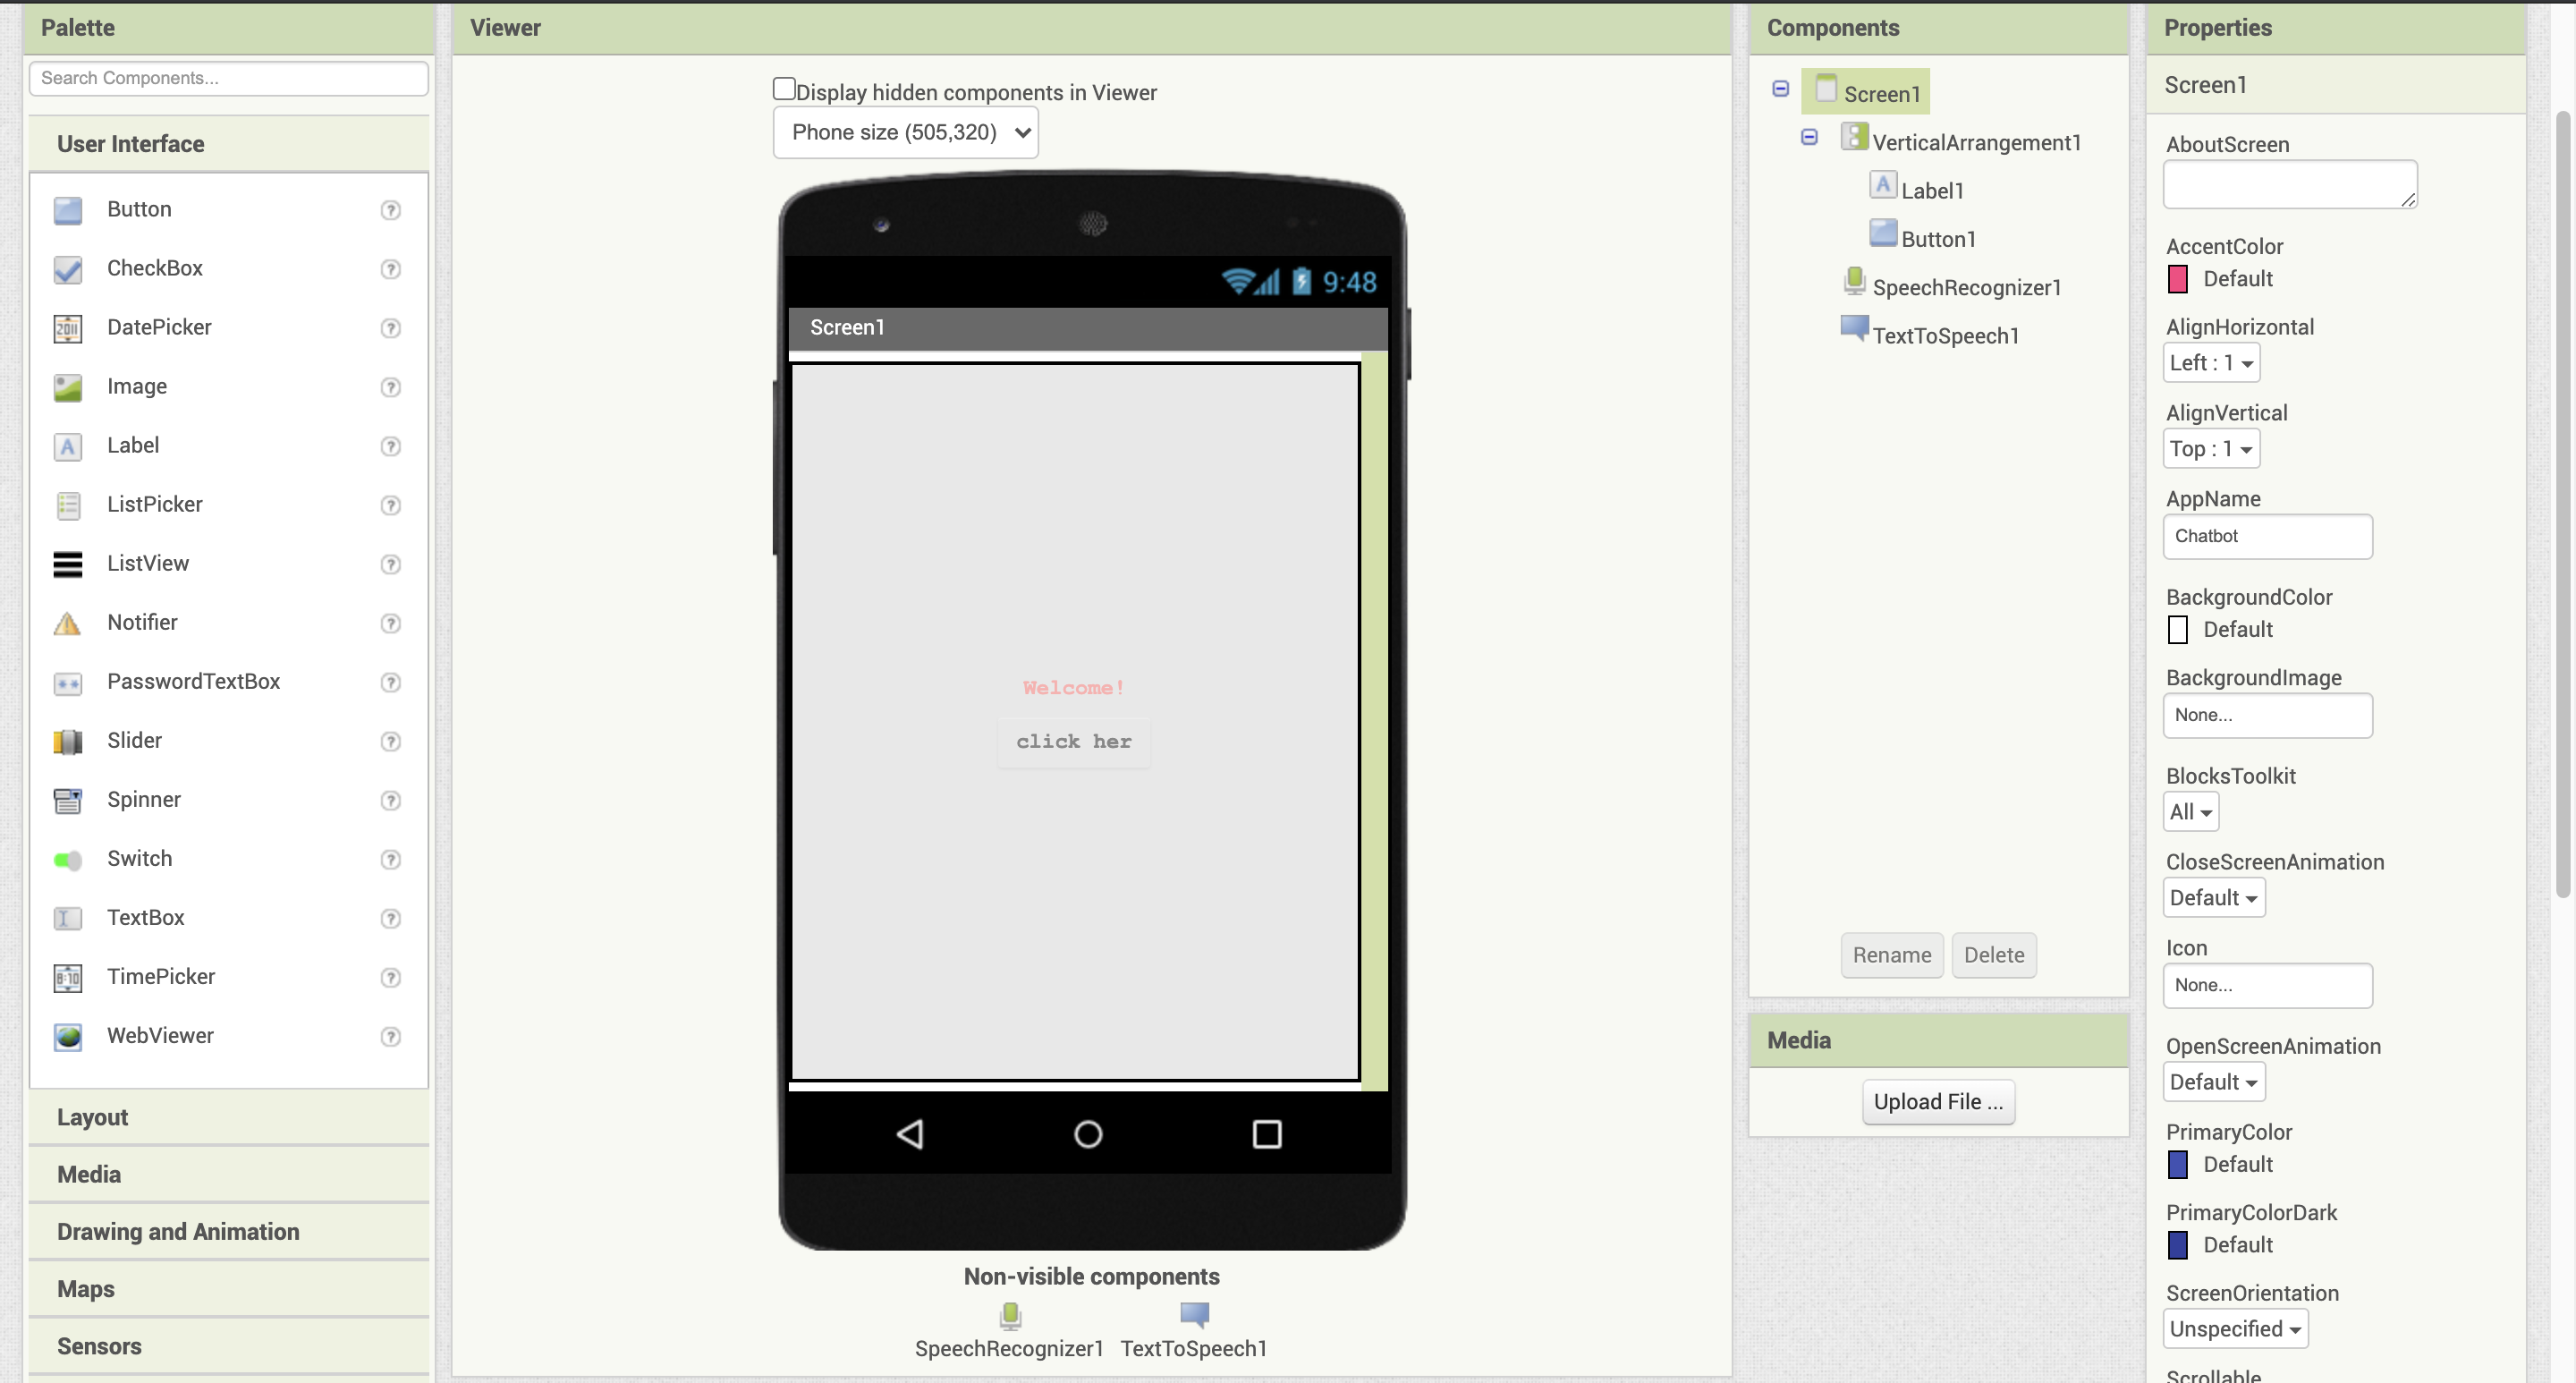 Palette
Search Components...
User Interface
Button
CheckBox
DatePicker
Image
Label
ListPicker
ListView
Notifier
PasswordTextBox
Slider
Spinner
Switch
TextBox
TimePicker
WebViewer
Layout
Media
Drawing and Animation
Maps
Sensors
Viewer
Display hidden components in Viewer
Phone size (505,320)
9:48
Screen1
Welcome!
click her
Non-visible components
SpeechRecognizer1
TextToSpeech1
Components
Screen1
VerticalArrangement1
Label1
Button1
SpeechRecognizer1
TextToSpeech1
Rename
Delete
Media
Upload File ...
Properties
Screen1
AboutScreen
AccentColor
Default
AlignHorizontal
Left : 1
AlignVertical
Top : 1
AppName
Chatbot
BackgroundColor
Default
BackgroundImage
None...
BlocksToolkit
All
CloseScreenAnimation
Default
Icon
None...
OpenScreenAnimation
Default
PrimaryColor
Default
PrimaryColorDark
Default
ScreenOrientation
Unspecified
Scrollable